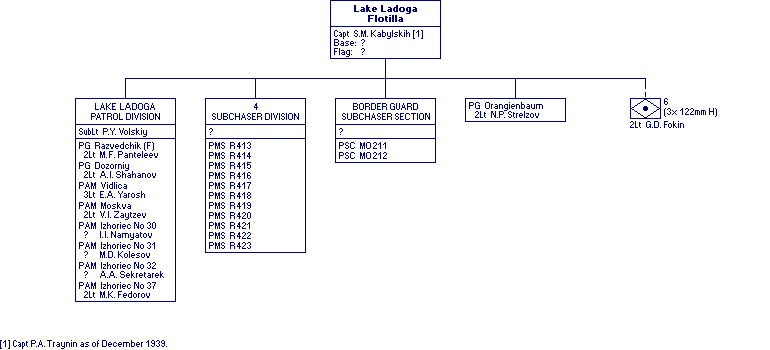 Lake Ladoga
Flotilla
Capt S.M. Kabylskih [1]
Base: ?
Flag: ?
LAKE LADOGA
PATROL DIVISION
SubLt P.Y. Volskiy
PG Razvedchik (F)
2Lt M.F. Panteleev
PG Dozorniy
2Lt A.I. Shahanov
PAM Vidlica
3Lt E.A. Yarosh
PAM Moskva
2Lt V.I. Zaytzev
PAM Izhoriec No 30
? I.I. Namyatov
PAM Izhoriec No 31
? M.D. Kolesov
PAM Izhoriec No 32
? A.A. Sekretarek
PAM Izhoriec No 37
2Lt M.K. Fedorov
4
SUBCHASER DIVISION
?
PMS R413
PMS R414
PMS R415
PMS R416
PMS R417
PMS R418
PMS R419
PMS R420
PMS R421
PMS R422
PMS R423
BORDER GUARD
SUBCHASER SECTION
?
PSC MO211
PSC MO212
PG Orangienbaum
2Lt N.P. Strelzov
6
(3x 122mm H)
2Lt G.D. Fokin
[1] Capt P.A. Traynin as of December 1939.